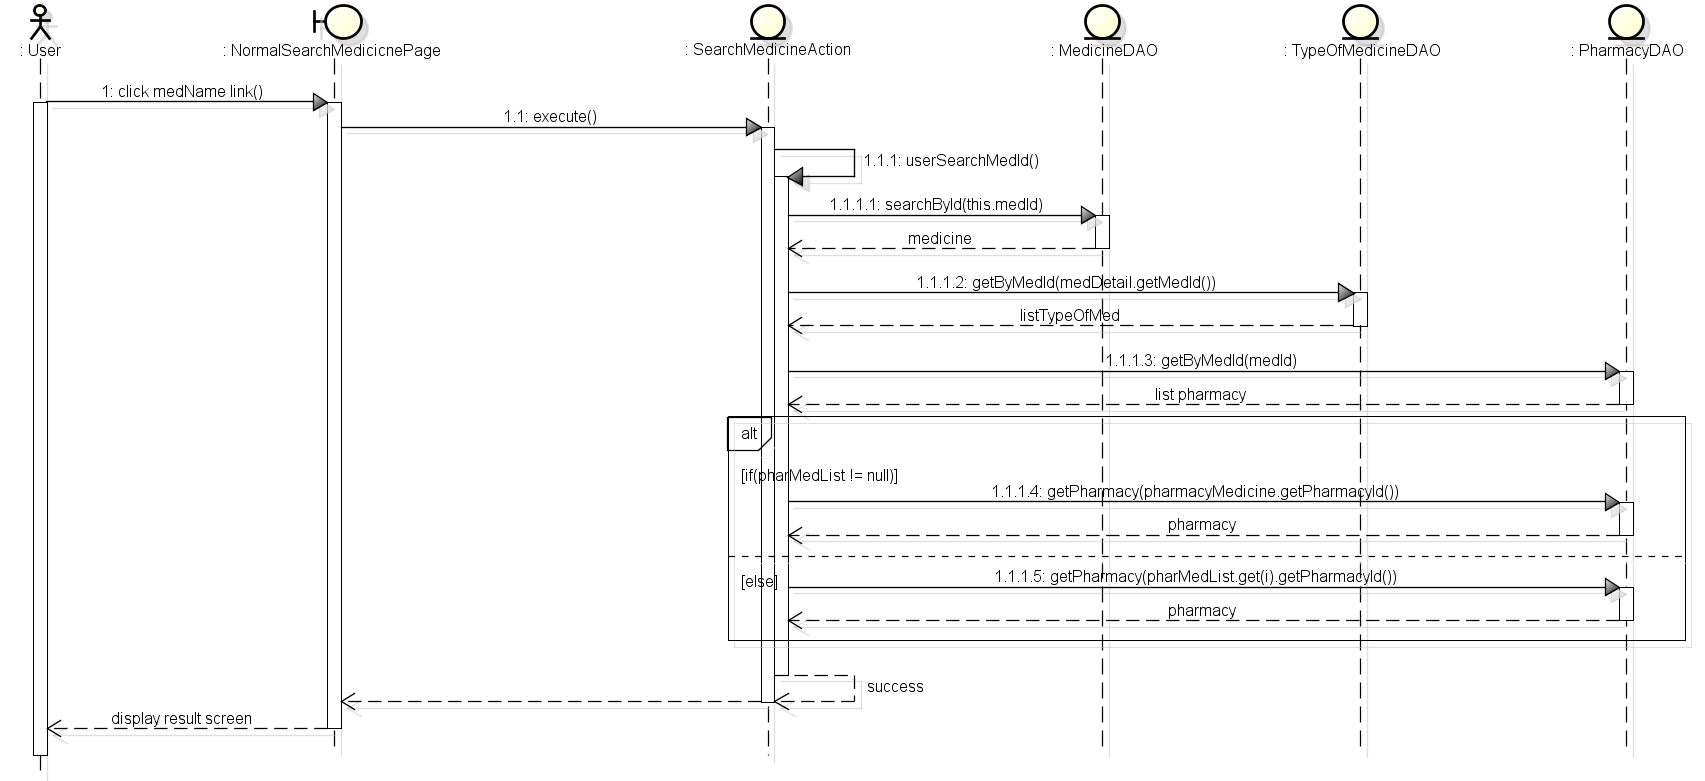 : User
: NormalSearchMedicicnePage
: SearchMedicineAction
: MedicineDAO
: TypeOfMedicineDAO
: PharmacyDAO
1: click medName link()
1.1: execute()
1.1.1: userSearchMedId()
1.1.1.1: searchById(this.medId)
medicine
1.1.1.2: getByMedId(medDetail.getMedId())
listTypeOfMed
1.1.1.3: getByMedId(medId)
list pharmacy
alt
[if(pharMedList != null)]
1.1.1.4: getPharmacy(pharmacyMedicine.getPharmacyId())
pharmacy
[else]
1.1.1.5: getPharmacy(pharMedList.get(i).getPharmacyId())
pharmacy
success
display result screen